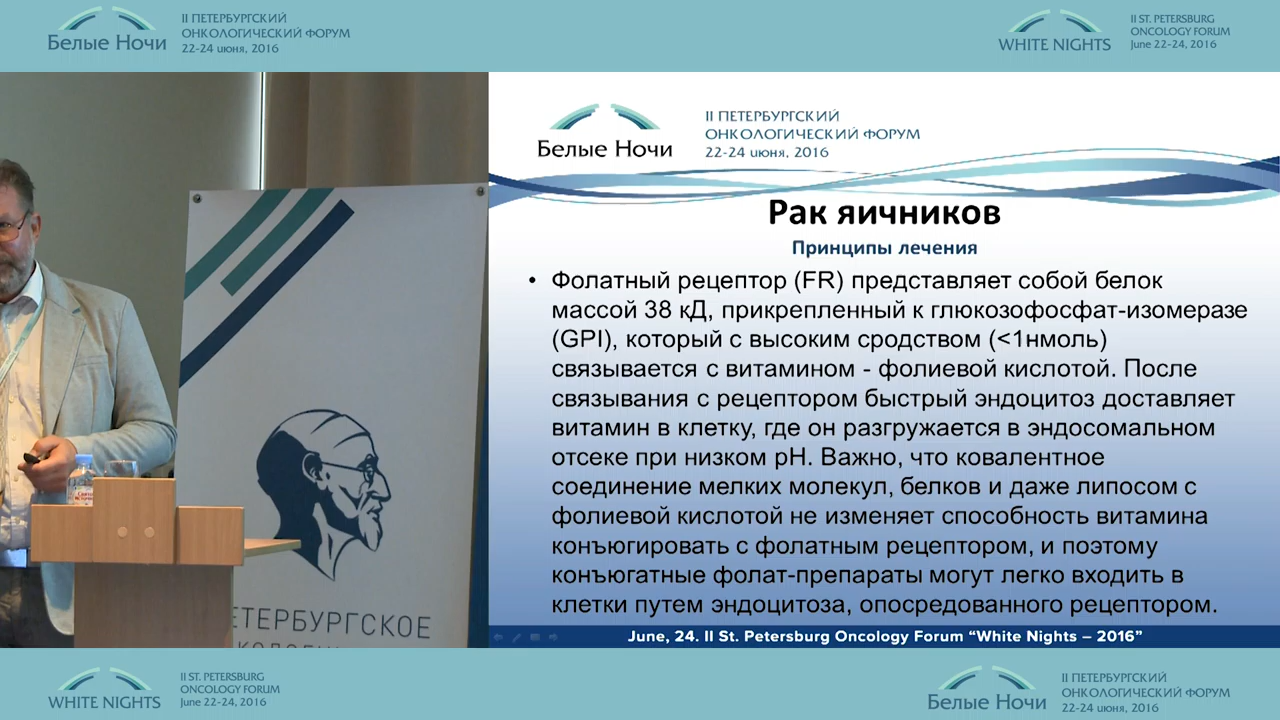 Белые Ночи
II ПЕТЕРБУРГСКИЙ
ОНКОЛОГИЧЕСКИЙ ФОРУМ
22-24 июня, 2016
WHITE NIGHTS
II ST. PETERSBURG
ONCOLOGY FORUM
June 22-24, 2016
Белые Ночи
II ПЕТЕРБУРГСКИЙ
ОНКОЛОГИЧЕСКИЙ ФОРУМ
22-24 июня, 2016
Рак яичников
Принципы лечения
• Фолатный рецептор (FR) представляет собой белок
массой 38 кД, прикрепленный к глюкозофосфат-изомеразе
(GPI), который с высоким сродством (<1нмоль)
связывается с витамином - фолиевой кислотой. После
связывания с рецептором быстрый эндоцитоз доставляет
витамин в клетку, где он разгружается в эндосомальном
отсеке при низком pH. Важно, что ковалентное
соединение мелких молекул, белков и даже липосом с
фолиевой кислотой не изменяет способность витамина
конъюгировать с фолатным рецептором, и поэтому
конъюгатные фолат-препараты могут легко входить в
клетки путем эндоцитоза, опосредованного рецептором.
June, 24. II St. Petersburg Oncology Forum “White Nights – 2016”
ЕТЕРБУРГСКОЕ
WHITE NIGHTS
II ST. PETERSBURG
ONCOLOGY FORUM
June 22-24, 2016
Белые Ночи
II ПЕТЕРБУРГСКИЙ
ОНКОЛОГИЧЕСКИЙ ФОРУМ
22-24 июня, 2016